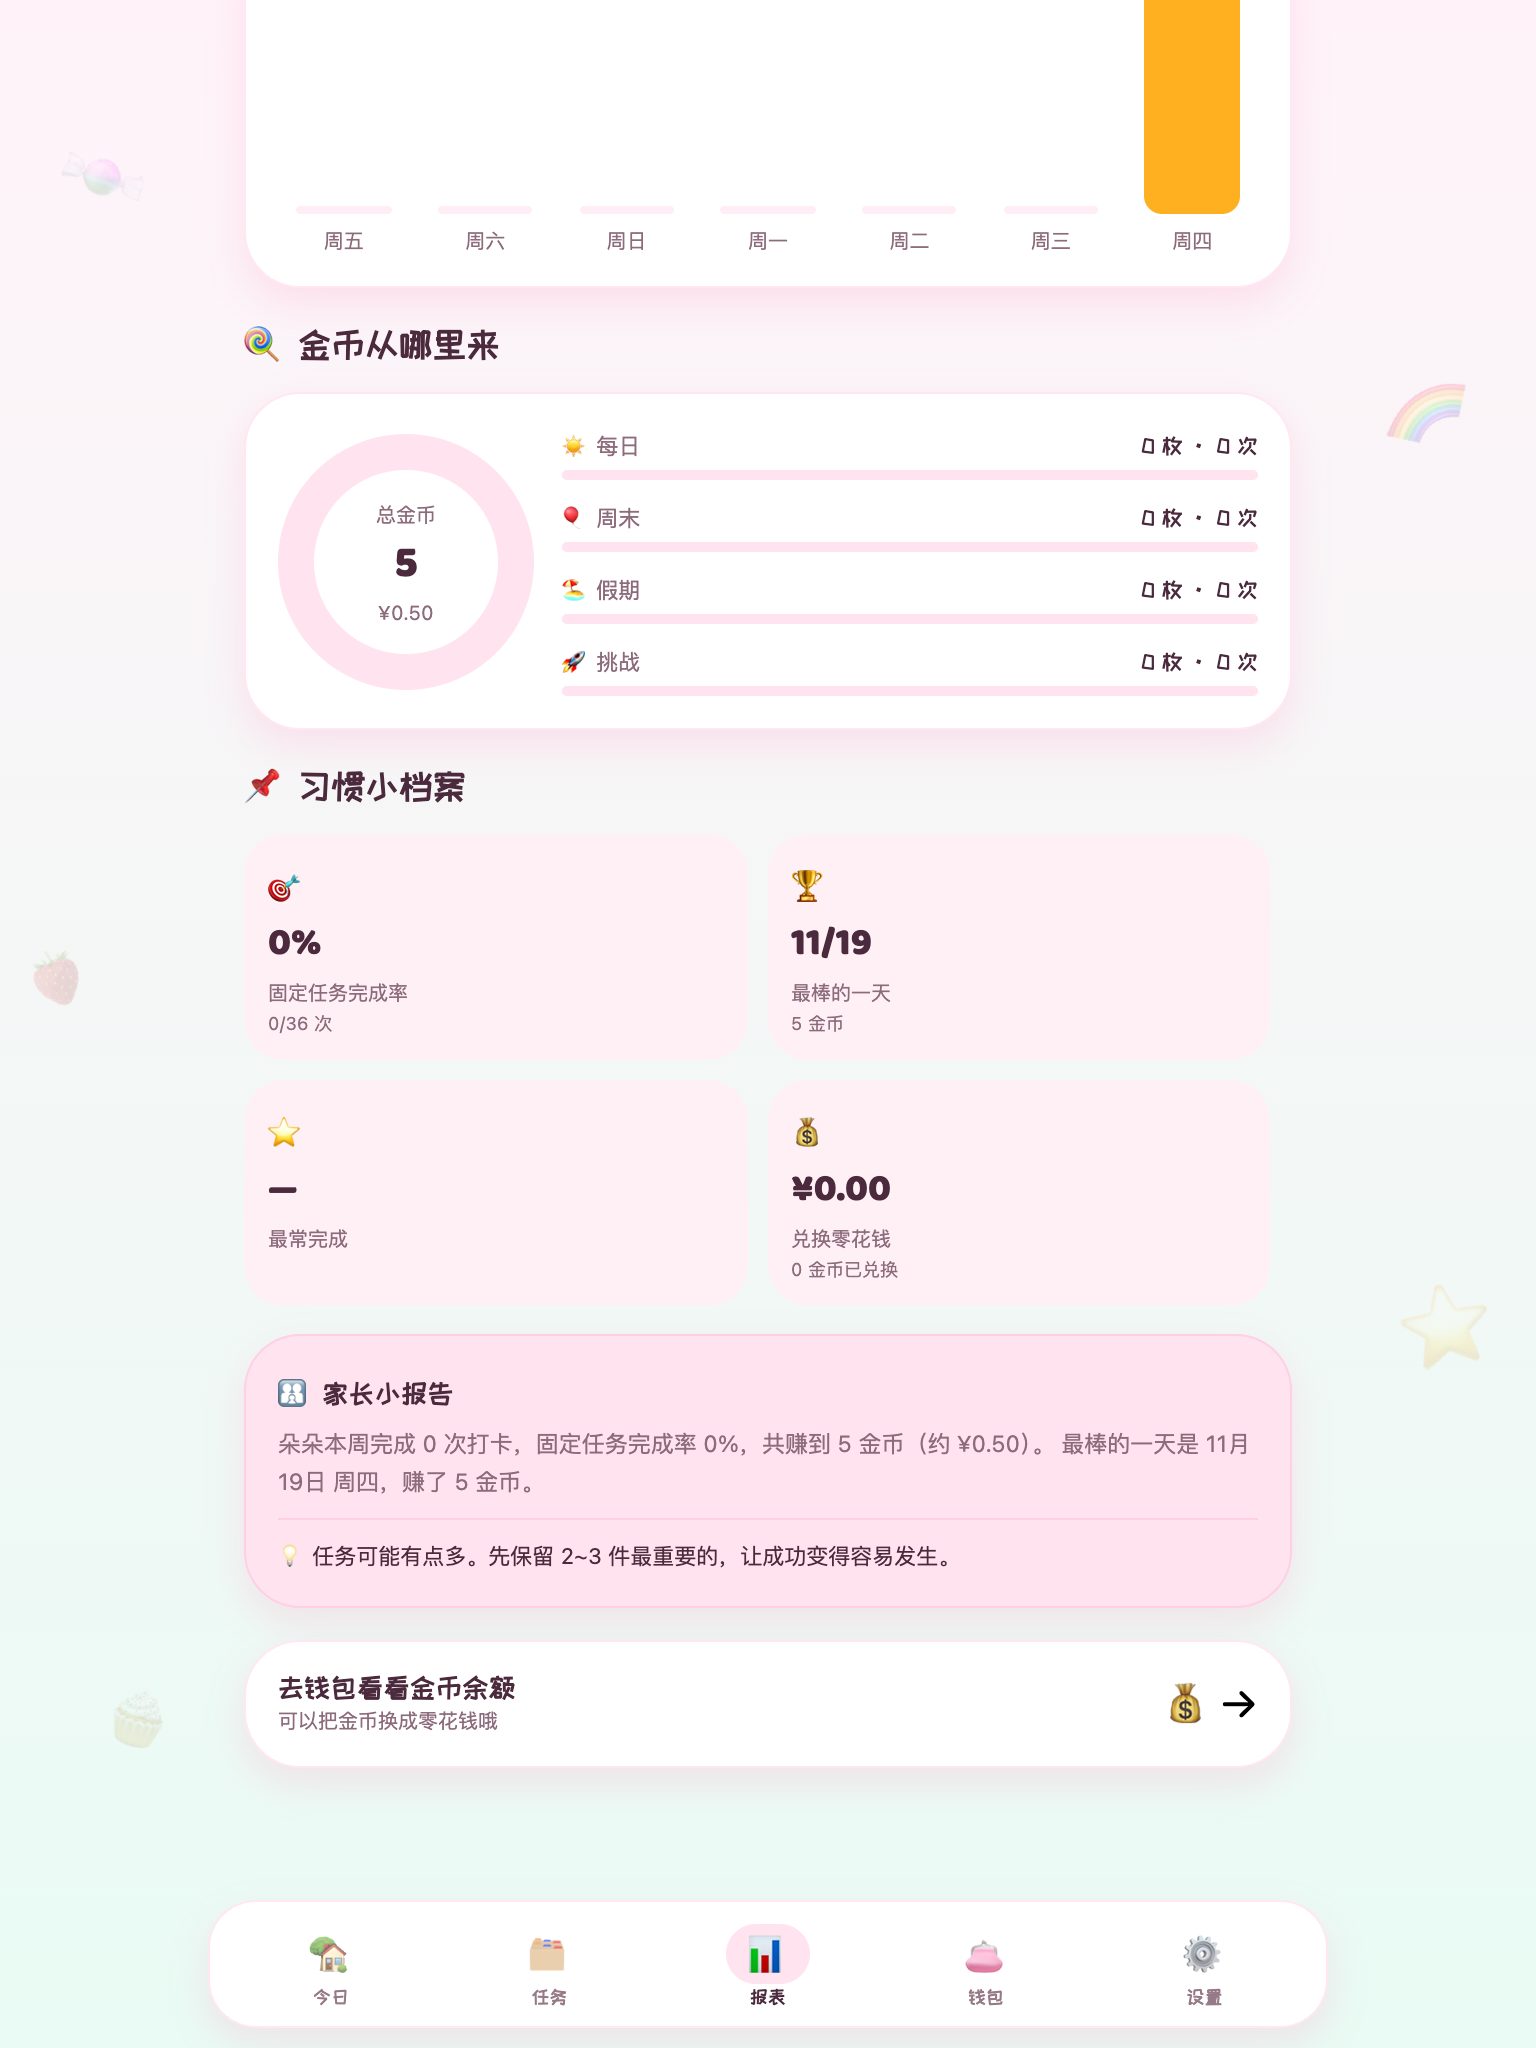 周五 周六 周日 周一 周二 周三 周四
金币从哪里来
总金币
5
¥0.50
每日 0 枚 · 0 次
周末 0 枚 · 0 次
假期 0 枚 · 0 次
挑战 0 枚 · 0 次
习惯小档案
0%
固定任务完成率
0/36 次
11/19
最棒的一天
5 金币
—
最常完成
¥0.00
兑换零花钱
0 金币已兑换
家长小报告
朵朵本周完成 0 次打卡，固定任务完成率 0%，共赚到 5 金币（约 ¥0.50）。 最棒的一天是 11月
19日 周四，赚了 5 金币。
任务可能有点多。先保留 2~3 件最重要的，让成功变得容易发生。
去钱包看看金币余额
可以把金币换成零花钱哦
今日 任务 报表 钱包 设置